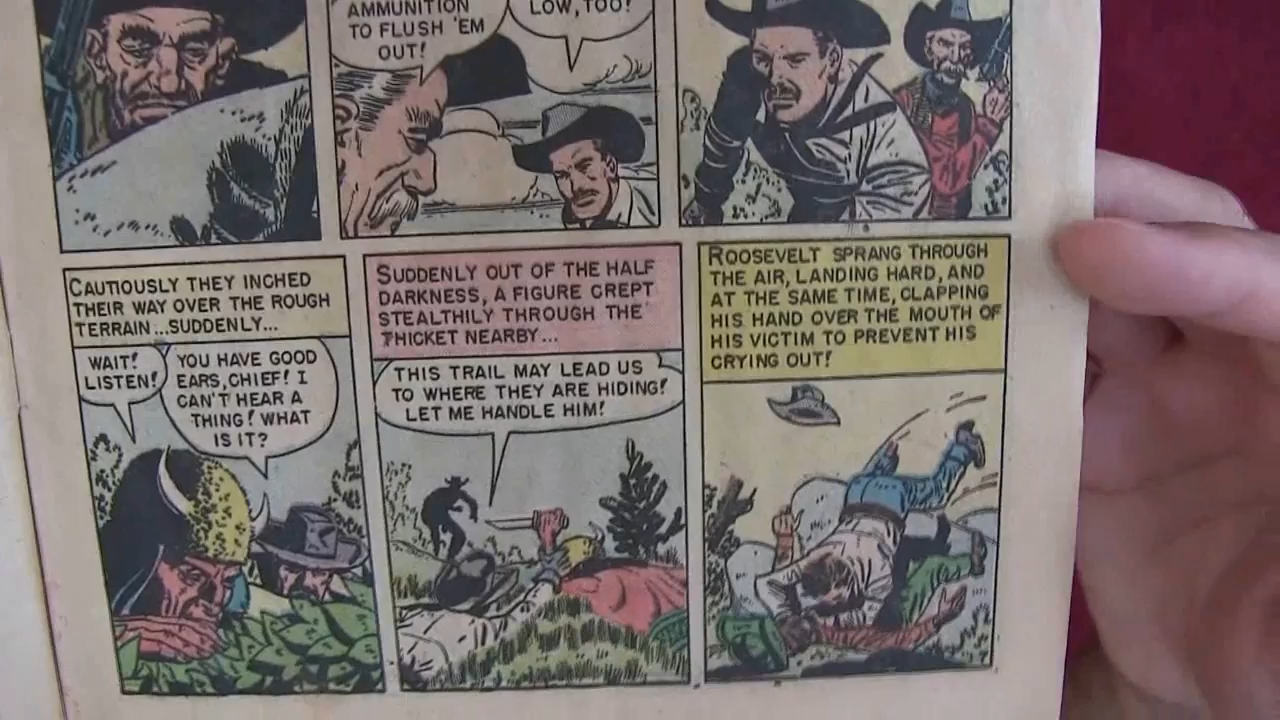 AMMUNITION
TO FLUSH 'EM
OUT!
LOW, TOO!
CAUTIOUSLY THEY INCHED
THEIR WAY OVER THE ROUGH
TERRAIN...SUDDENLY...
WAIT!
LISTEN!
YOU HAVE GOOD
EARS, CHIEF! I
CAN'T HEAR A
THING! WHAT
IS IT?
SUDDENLY OUT OF THE HALF
DARKNESS, A FIGURE CREPT
STEALTHILY THROUGH THE
THICKET NEARBY...
THIS TRAIL MAY LEAD US
TO WHERE THEY ARE HIDING!
LET ME HANDLE HIM!
ROOSEVELT SPRANG THROUGH
THE AIR, LANDING HARD, AND
AT THE SAME TIME, CLAPPING
HIS HAND OVER THE MOUTH OF
HIS VICTIM TO PREVENT HIS
CRYING OUT!